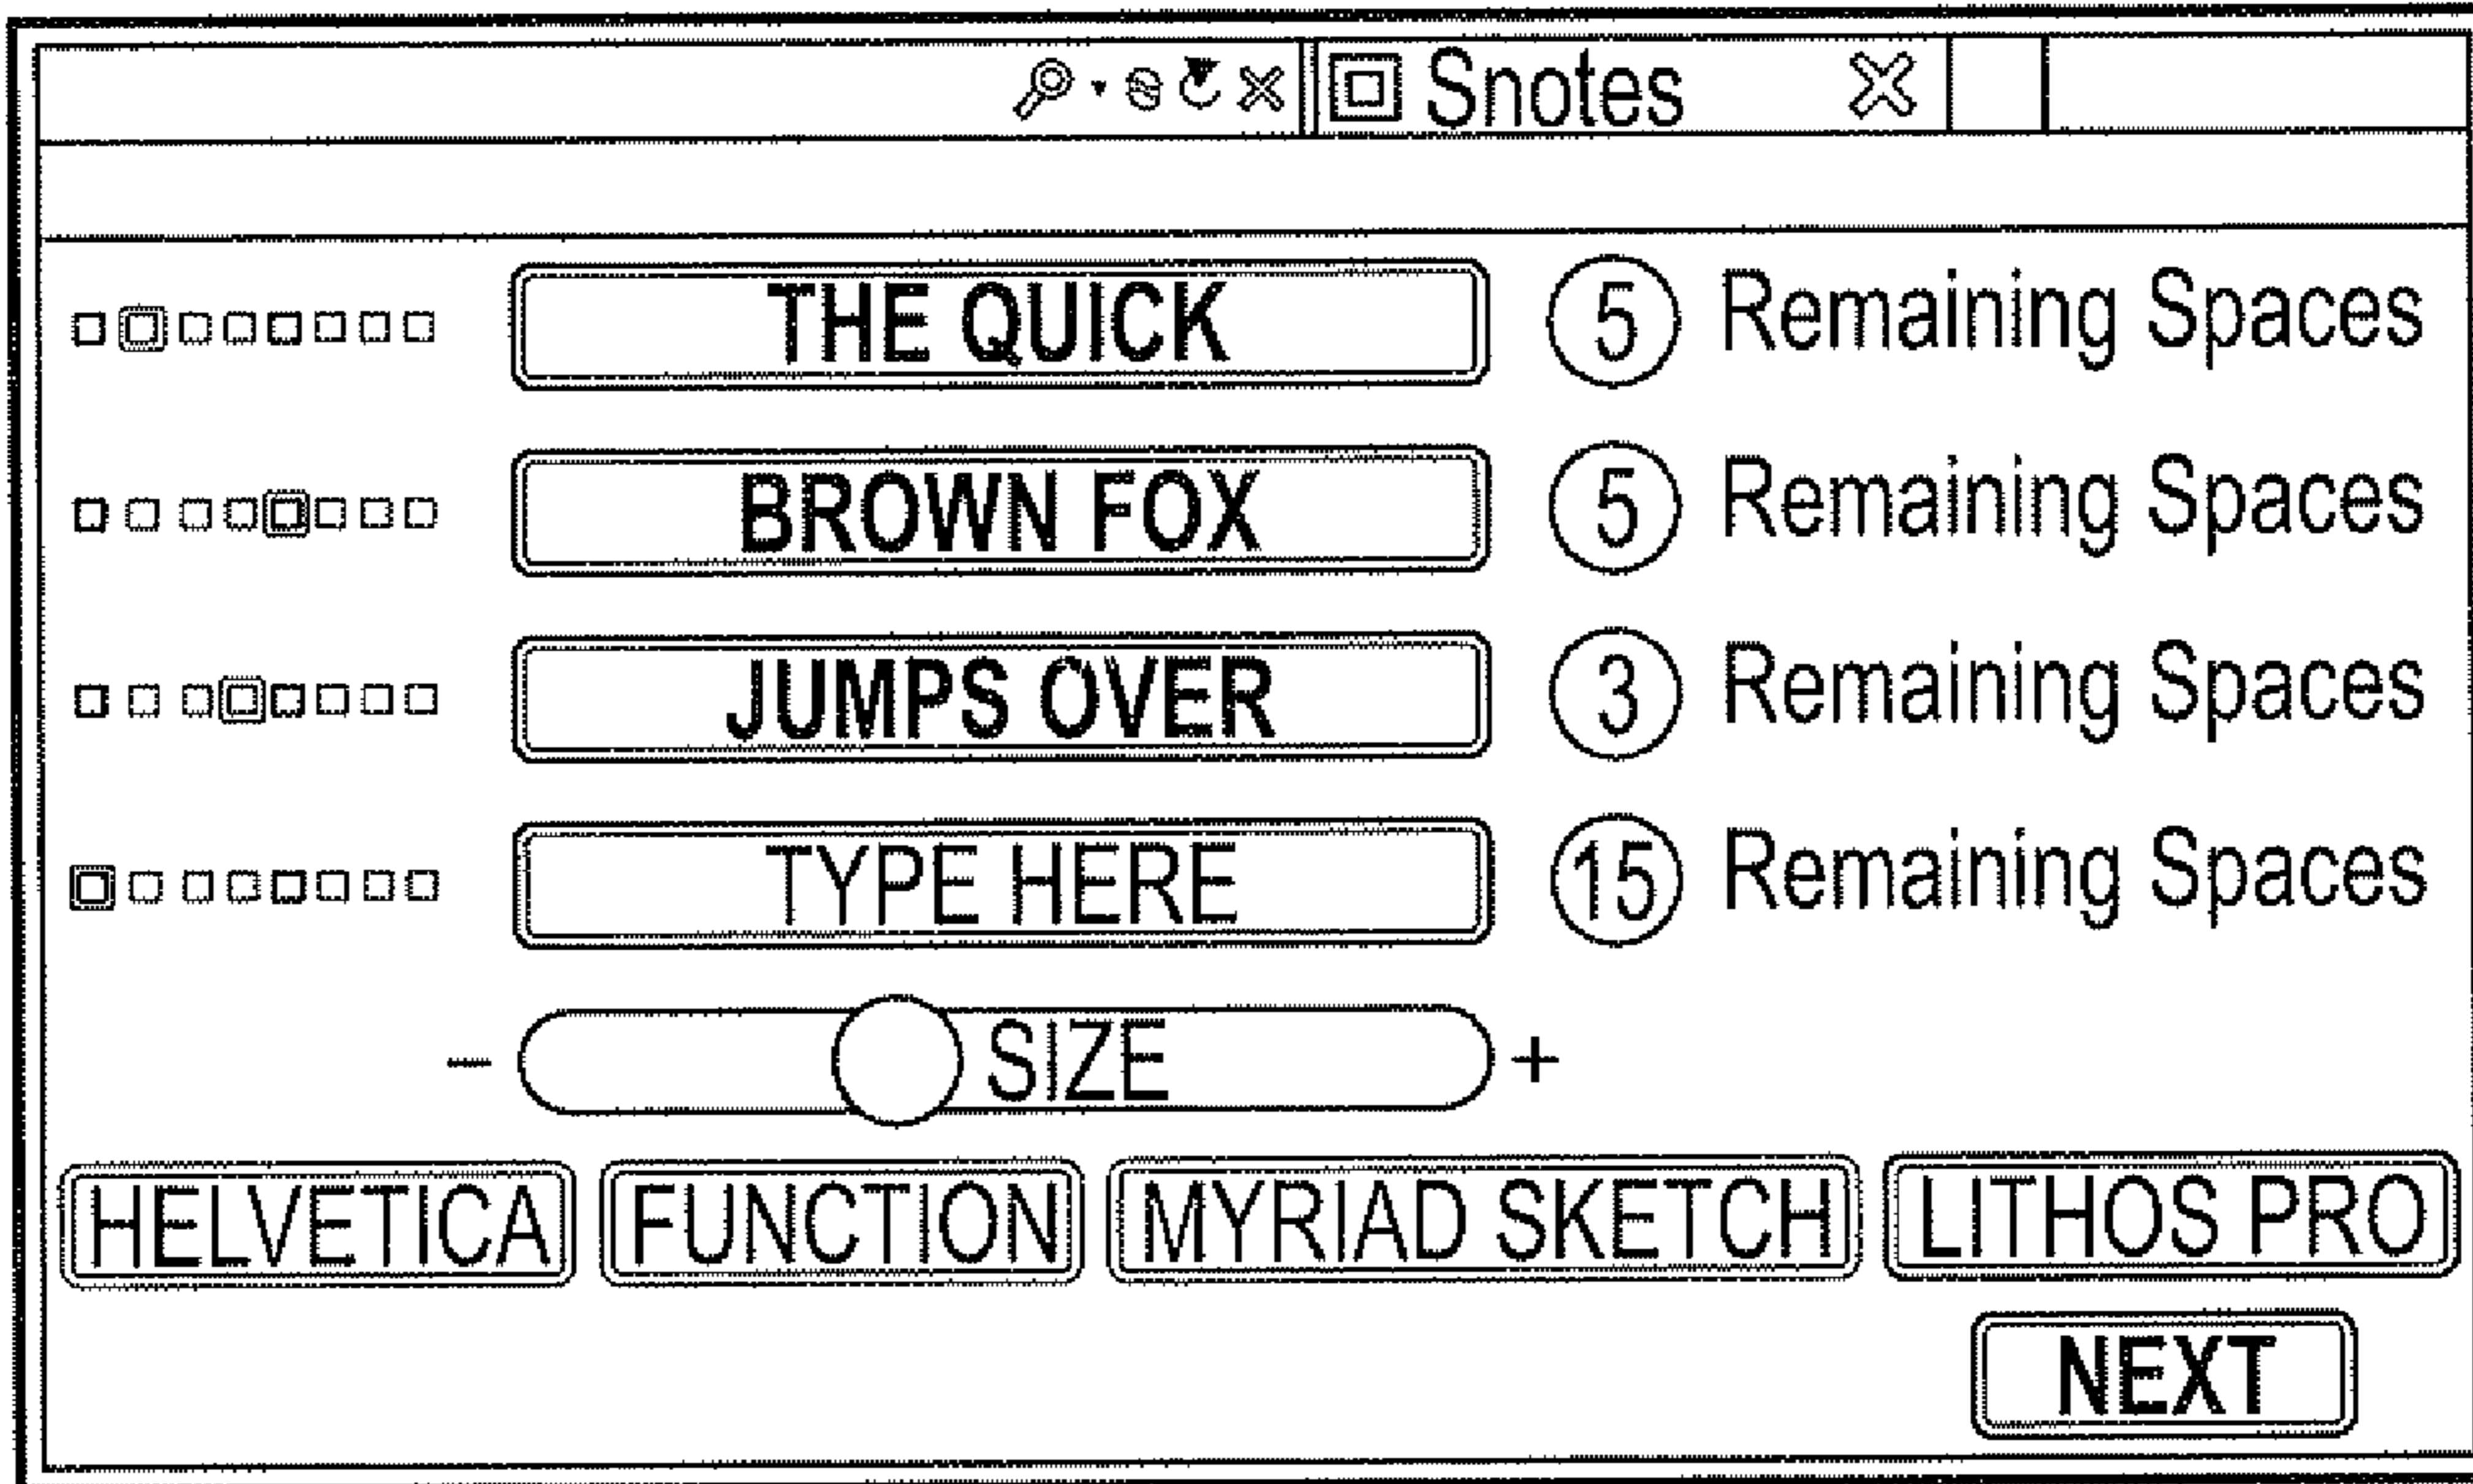 Snotes
THE QUICK 5 Remaining Spaces
BROWN FOX 5 Remaining Spaces
JUMPS OVER 3 Remaining Spaces
TYPE HERE 15 Remaining Spaces
- SIZE +
HELVETICA FUNCTION MYRIAD SKETCH LITHOS PRO
NEXT